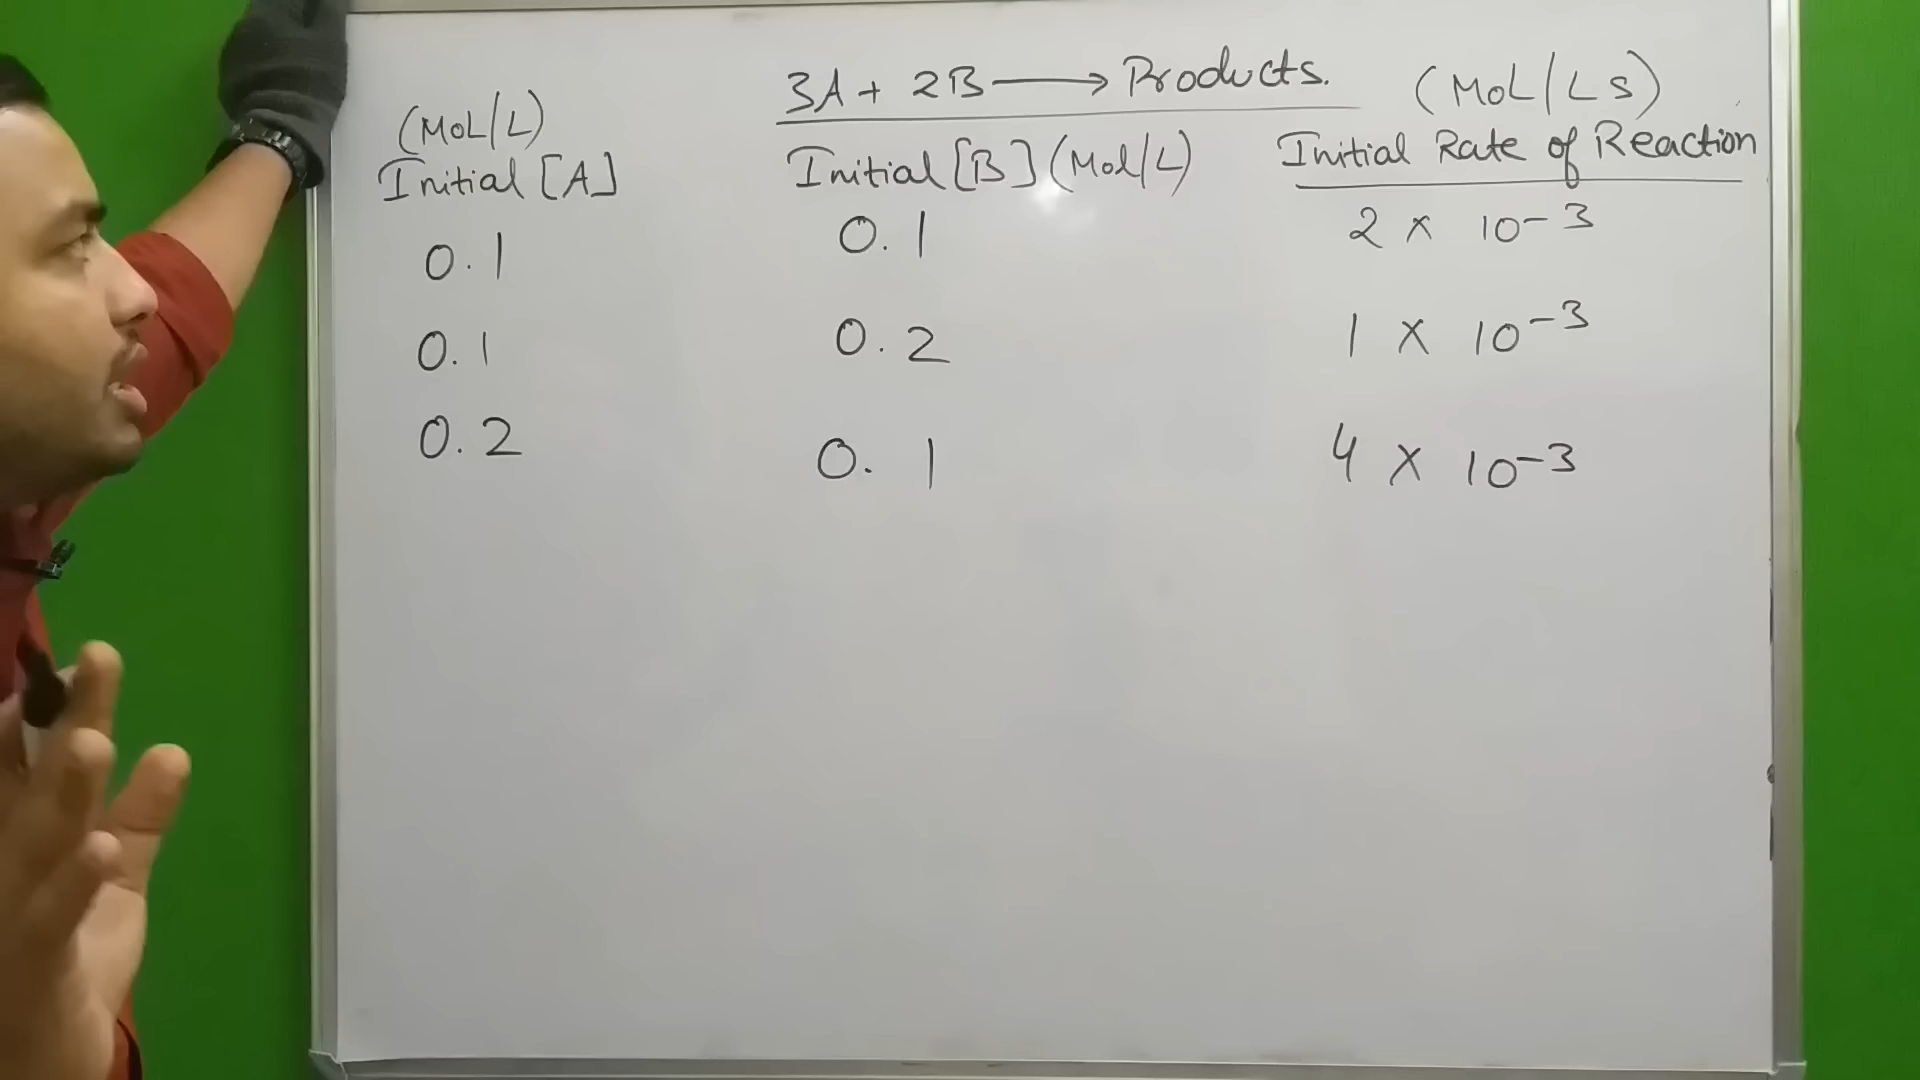 3A + 2B ⟶ Products.
(MoL/L)
Initial [A]
Initial [B] (Mol/L)
(MoL/LS)
Initial Rate of Reaction
0.1 0.1 2 × 10⁻³
0.1 0.2 1 × 10⁻³
0.2 0.1 4 × 10⁻³